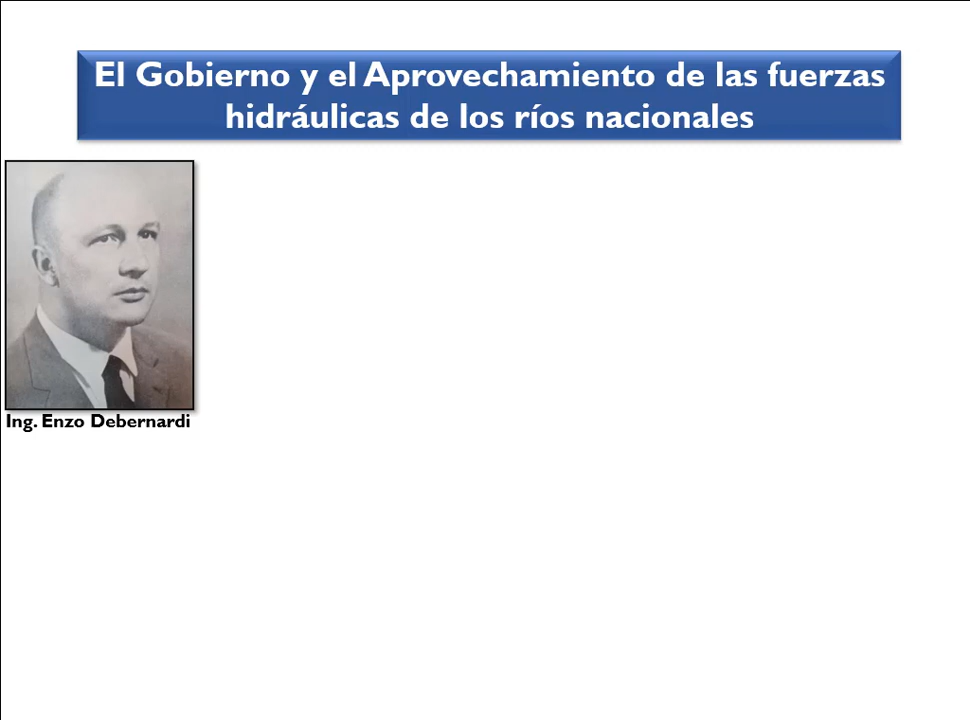 El Gobierno y el Aprovechamiento de las fuerzas
hidráulicas de los ríos nacionales
Ing. Enzo Debernardi